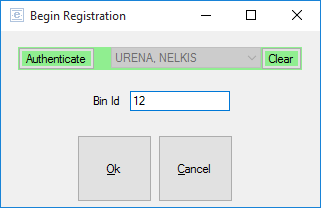 Begin Registration
Authenticate URENA, NELKIS Clear
Bin Id 12
Ok Cancel